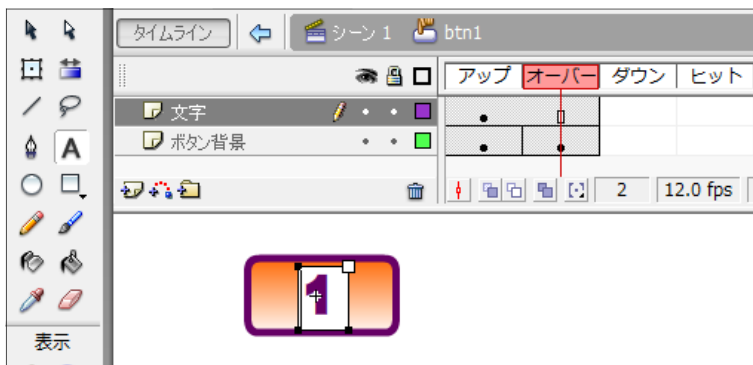 タイムライン シーン 1 btn1
アップ オーバー ダウン ヒット
文字
ボタン背景
A
2 12.0 fps
1
表示